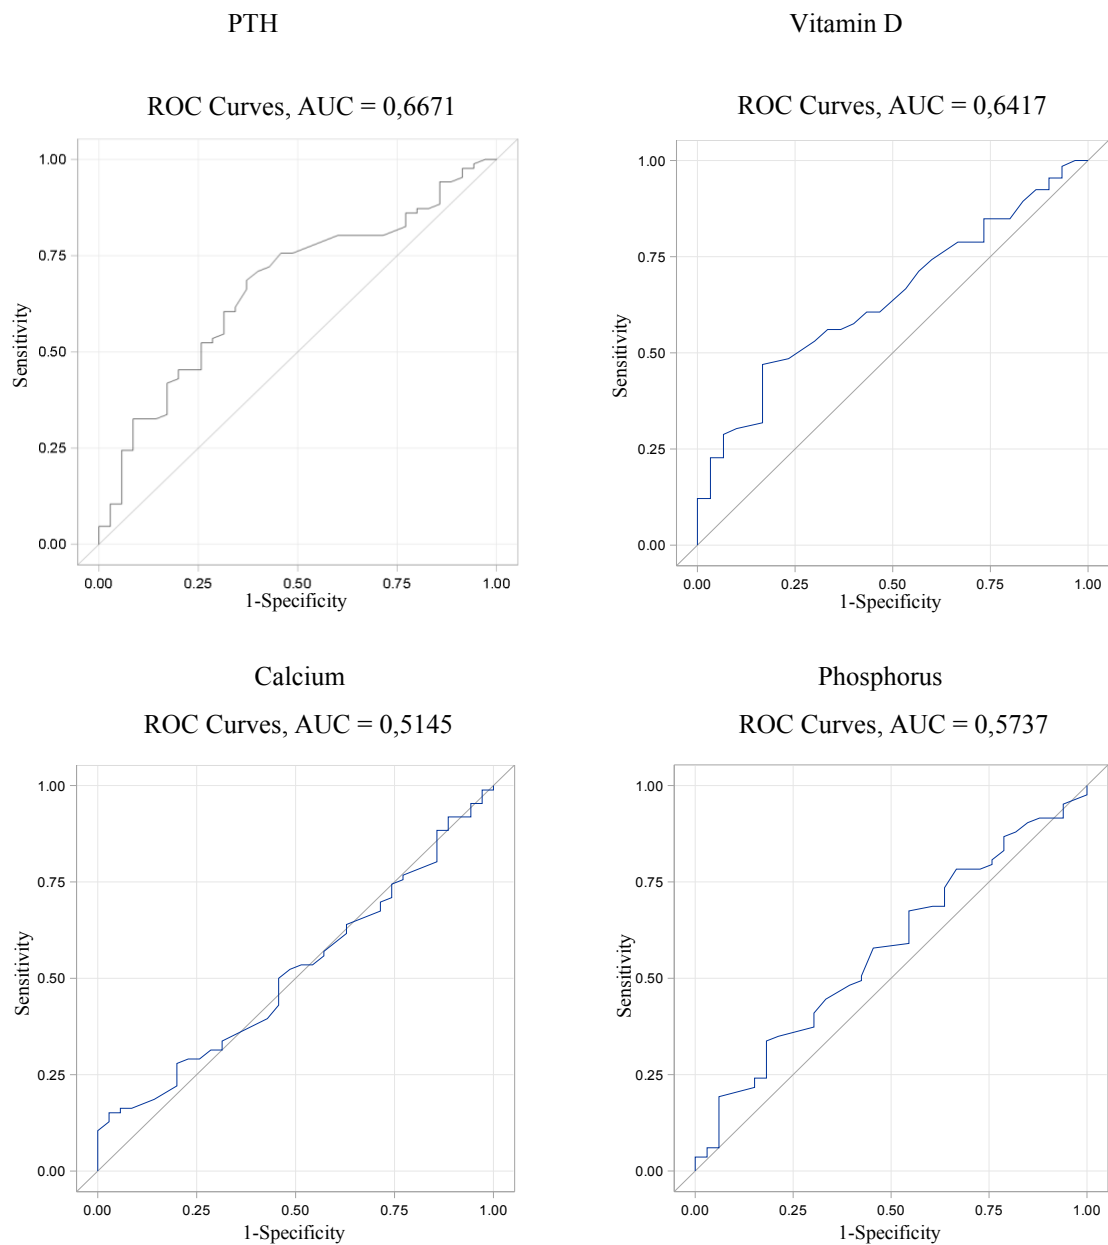 PTH
ROC Curves, AUC = 0,6671
1.00
0.75
0.50
0.25
0.00
Sensitivity
0.00 0.25 0.50 0.75 1.00
1-Specificity
Vitamin D
ROC Curves, AUC = 0,6417
1.00
0.75
0.50
0.25
0.00
Sensitivity
0.00 0.25 0.50 0.75 1.00
1-Specificity
Calcium
ROC Curves, AUC = 0,5145
1.00
0.75
0.50
0.25
0.00
Sensitivity
0.00 0.25 0.50 0.75 1.00
1-Specificity
Phosphorus
ROC Curves, AUC = 0,5737
1.00
0.75
0.50
0.25
0.00
Sensitivity
0.00 0.25 0.50 0.75 1.00
1-Specificity